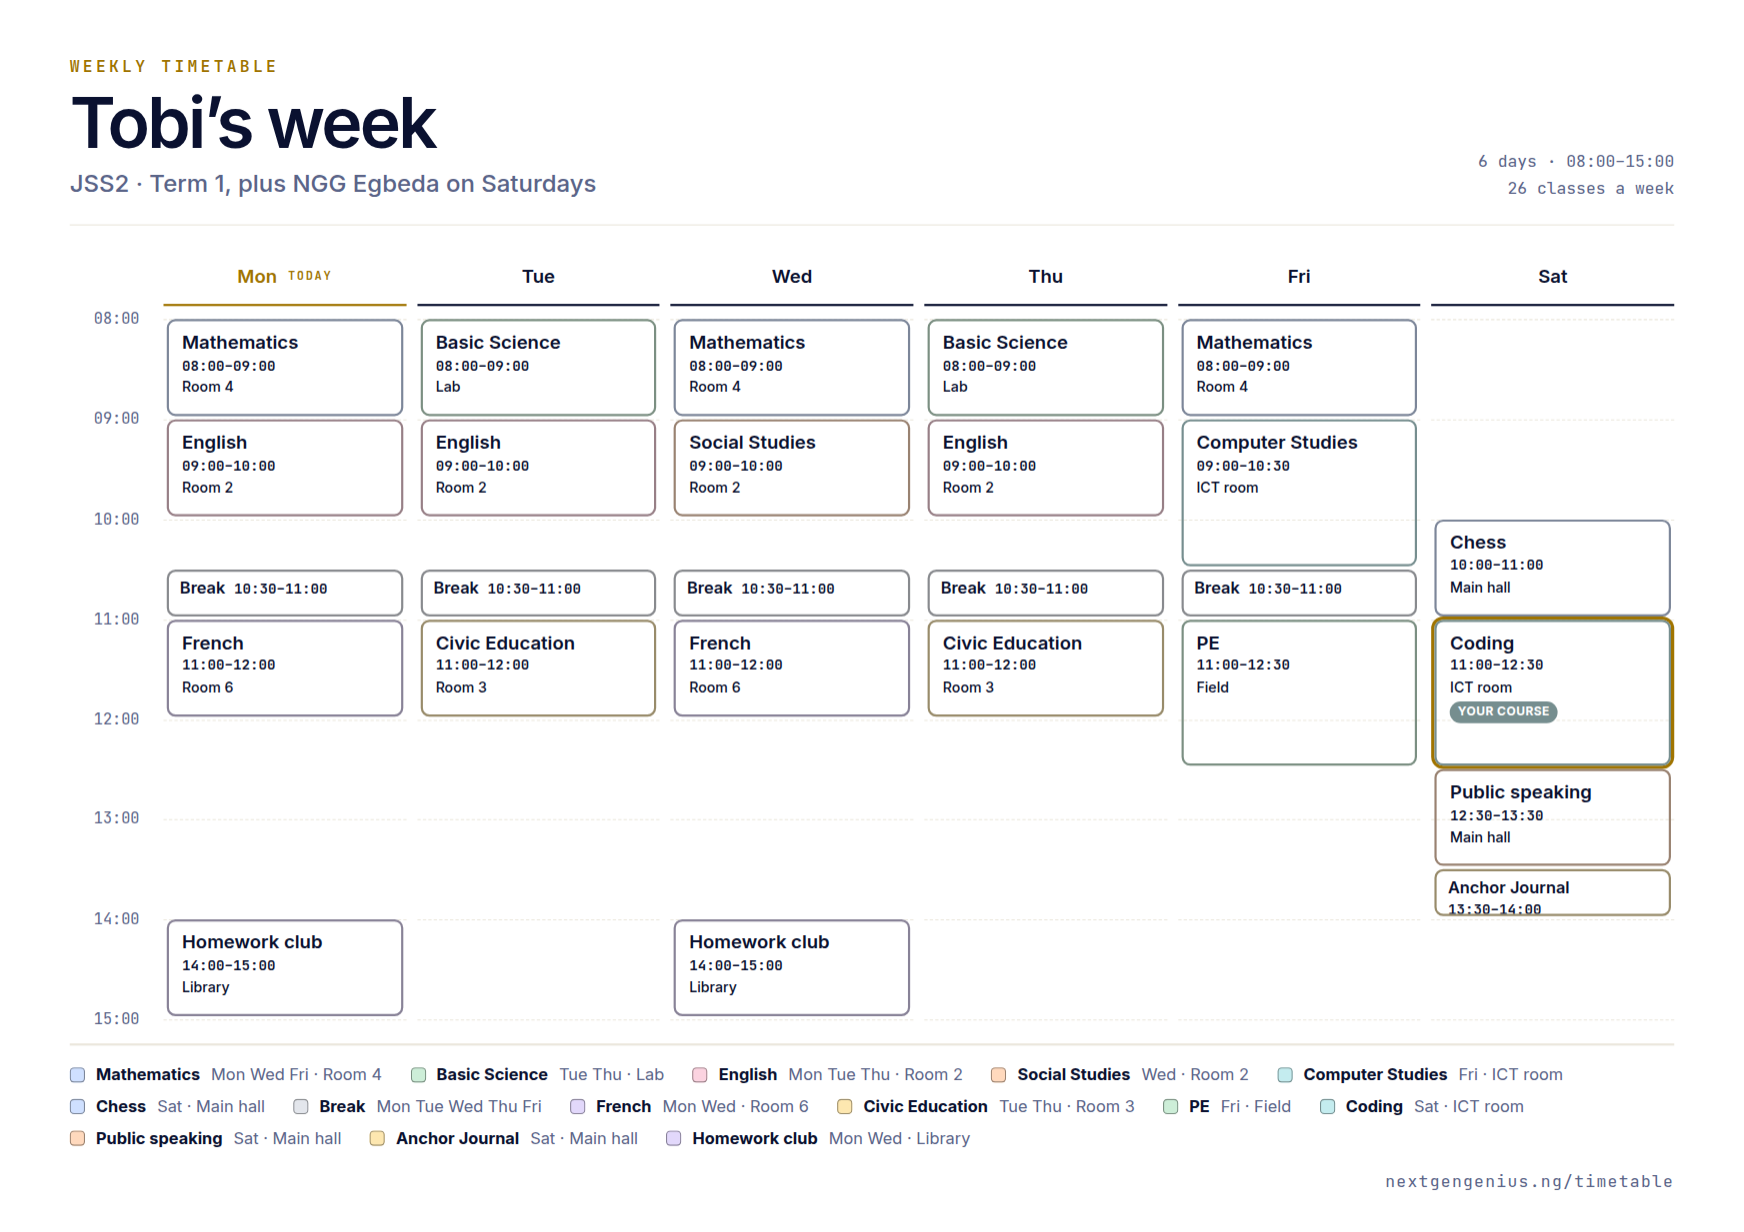 WEEKLY TIMETABLE
Tobi's week
JSS2 · Term 1, plus NGG Egbeda on Saturdays
6 days · 08:00–15:00
26 classes a week
Mon TODAY
Tue
Wed
Thu
Fri
Sat
08:00
09:00
10:00
11:00
12:00
13:00
14:00
15:00
Mathematics
08:00–09:00
Room 4
English
09:00–10:00
Room 2
Break 10:30–11:00
French
11:00–12:00
Room 6
Homework club
14:00–15:00
Library
Basic Science
08:00–09:00
Lab
English
09:00–10:00
Room 2
Break 10:30–11:00
Civic Education
11:00–12:00
Room 3
Mathematics
08:00–09:00
Room 4
Social Studies
09:00–10:00
Room 2
Break 10:30–11:00
French
11:00–12:00
Room 6
Homework club
14:00–15:00
Library
Basic Science
08:00–09:00
Lab
English
09:00–10:00
Room 2
Break 10:30–11:00
Civic Education
11:00–12:00
Room 3
Mathematics
08:00–09:00
Room 4
Computer Studies
09:00–10:30
ICT room
Break 10:30–11:00
PE
11:00–12:30
Field
Chess
10:00–11:00
Main hall
Coding
11:00–12:30
ICT room
YOUR COURSE
Public speaking
12:30–13:30
Main hall
Anchor Journal
13:30–14:00
Mathematics Mon Wed Fri · Room 4 Basic Science Tue Thu · Lab English Mon Tue Thu · Room 2 Social Studies Wed · Room 2 Computer Studies Fri · ICT room
Chess Sat · Main hall Break Mon Tue Wed Thu Fri French Mon Wed · Room 6 Civic Education Tue Thu · Room 3 PE Fri · Field Coding Sat · ICT room
Public speaking Sat · Main hall Anchor Journal Sat · Main hall Homework club Mon Wed · Library
nextgengenius.ng/timetable